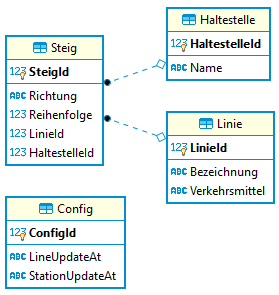 Steig
123 SteigId
ABC Richtung
123 Reihenfolge
123 LinieId
123 HaltestelleId
Haltestelle
123 HaltestelleId
ABC Name
Linie
123 LinieId
ABC Bezeichnung
ABC Verkehrsmittel
Config
123 ConfigId
ABC LineUpdateAt
ABC StationUpdateAt